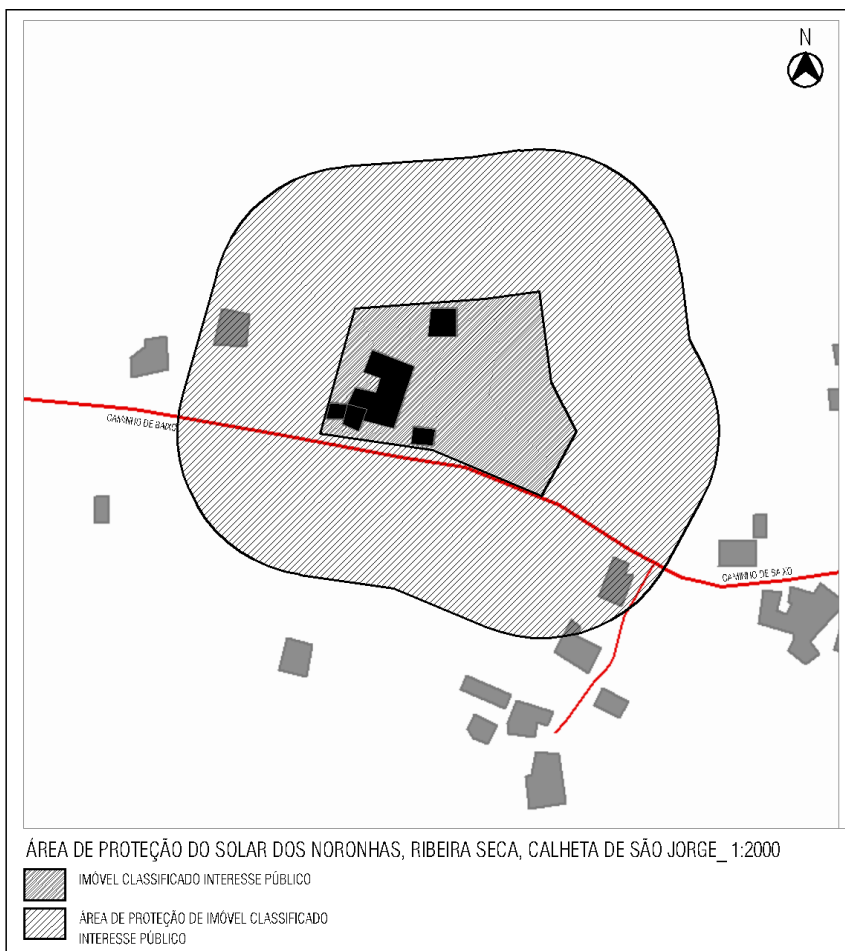 N
CAMINHO DE BAIXO
CAMINHO DE BAIXO
ÁREA DE PROTEÇÃO DO SOLAR DOS NORONHAS, RIBEIRA SECA, CALHETA DE SÃO JORGE_ 1:2000
IMÓVEL CLASSIFICADO INTERESSE PÚBLICO
ÁREA DE PROTEÇÃO DE IMÓVEL CLASSIFICADO
INTERESSE PÚBLICO